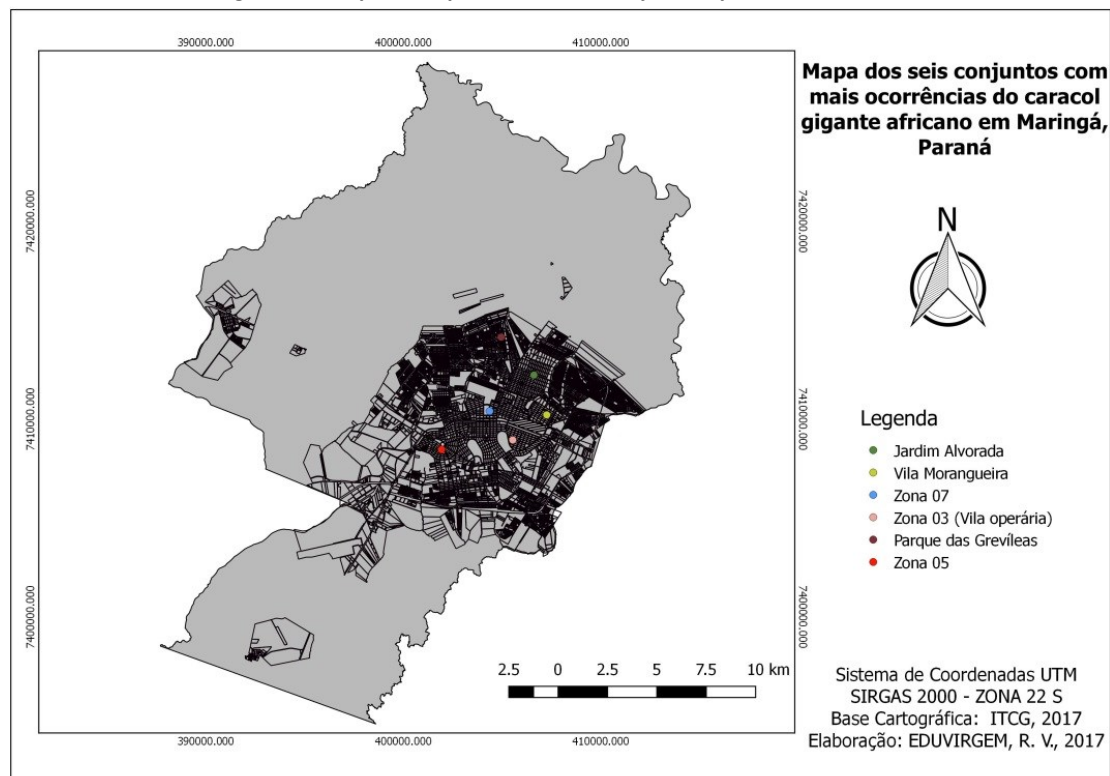 390000.000 400000.000 410000.000
Mapa dos seis conjuntos com
mais ocorrências do caracol
gigante africano em Maringá,
Paraná
N
7420000.000
7410000.000
7400000.000
7420000.000
7410000.000
7400000.000
Legenda
Jardim Alvorada
Vila Morangueira
Zona 07
Zona 03 (Vila operária)
Parque das Grevíleas
Zona 05
2.5 0 2.5 5 7.5 10 km
Sistema de Coordenadas UTM
SIRGAS 2000 - ZONA 22 S
Base Cartográfica: ITCG, 2017
Elaboração: EDUVIRGEM, R. V., 2017
390000.000 400000.000 410000.000